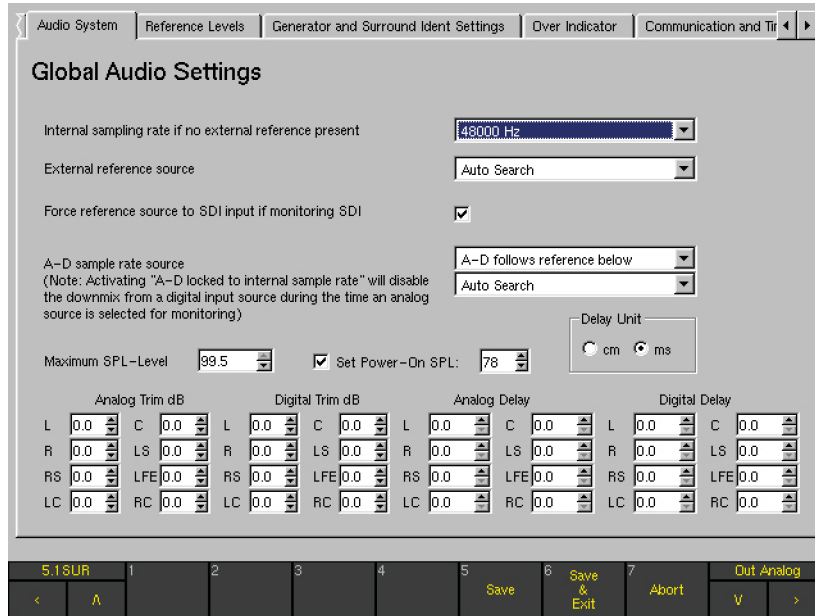 Audio System Reference Levels Generator and Surround Ident Settings Over Indicator Communication and Tir
Global Audio Settings
Internal sampling rate if no external reference present 48000 Hz
External reference source Auto Search
Force reference source to SDI input if monitoring SDI
A-D sample rate source A-D follows reference below
(Note: Activating "A-D locked to internal sample rate" will disable Auto Search
the downmix from a digital input source during the time an analog
source is selected for monitoring)
Delay Unit
cm ms
Maximum SPL-Level 99.5 Set Power-On SPL: 78
Analog Trim dB Digital Trim dB Analog Delay Digital Delay
L 0.0 C 0.0 L 0.0 C 0.0 L 0.0 C 0.0 L 0.0 C 0.0
R 0.0 LS 0.0 R 0.0 LS 0.0 R 0.0 LS 0.0 R 0.0 LS 0.0
RS 0.0 LFE 0.0 RS 0.0 LFE 0.0 RS 0.0 LFE 0.0 RS 0.0 LFE 0.0
LC 0.0 RC 0.0 LC 0.0 RC 0.0 LC 0.0 RC 0.0 LC 0.0 RC 0.0
5.1SUR 1 2 3 4 5 Save 6 Save & Exit 7 Abort Out Analog
< Λ V >